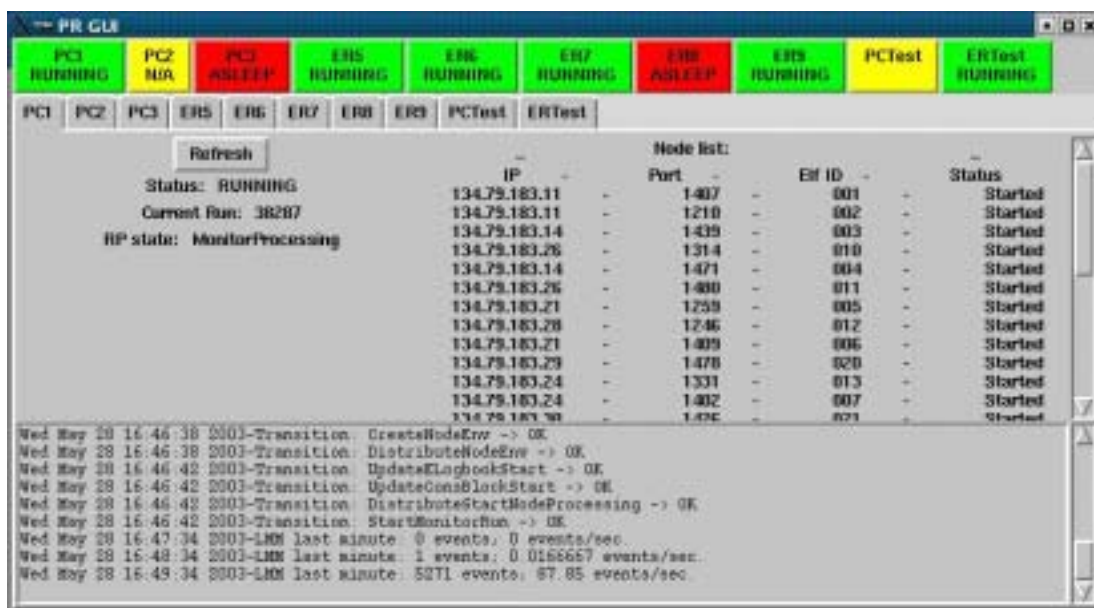 PR GUI
PC1 PC2 PC3 ER5 ER6 ER7 ER8 ER9 PCTest ERTest
RUNNING N/A ASLEEP RUNNING RUNNING RUNNING ASLEEP RUNNING RUNNING
PC1 PC2 PC3 ER5 ER6 ER7 ER8 ER9 PCTest ERTest
Refresh
Status: RUNNING
Current Run: 38287
RP state: MonitorProcessing
Node list:
IP - Port - Elf ID - Status
134.79.183.11 - 1407 - 001 - Started
134.79.183.11 - 1210 - 002 - Started
134.79.183.14 - 1439 - 003 - Started
134.79.183.26 - 1314 - 010 - Started
134.79.183.14 - 1471 - 004 - Started
134.79.183.26 - 1480 - 011 - Started
134.79.183.21 - 1259 - 005 - Started
134.79.183.28 - 1246 - 012 - Started
134.79.183.21 - 1409 - 006 - Started
134.79.183.29 - 1478 - 020 - Started
134.79.183.24 - 1331 - 013 - Started
134.79.183.24 - 1402 - 007 - Started
134.79.183.30 - 1426 - 021 - Started
Wed May 28 16:46:38 2003-Transition: CreateNodeEnv -> OK
Wed May 28 16:46:38 2003-Transition: DistributeNodeEnv -> OK
Wed May 28 16:46:42 2003-Transition: UpdateELogbookStart -> OK
Wed May 28 16:46:42 2003-Transition: UpdateConsBlockStart -> OK
Wed May 28 16:46:42 2003-Transition: DistributeStartNodeProcessing -> OK
Wed May 28 16:46:42 2003-Transition: StartMonitorRun -> OK
Wed May 28 16:47:34 2003-LMM last minute: 0 events; 0 events/sec.
Wed May 28 16:48:34 2003-LMM last minute: 1 events; 0.0166667 events/sec.
Wed May 28 16:49:34 2003-LMM last minute: 5271 events; 87.85 events/sec.